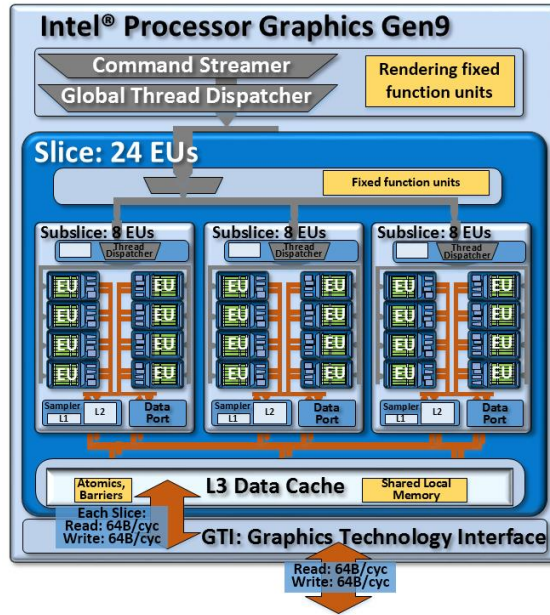 Intel® Processor Graphics Gen9
Command Streamer
Global Thread Dispatcher
Rendering fixed
function units
Slice: 24 EUs
Fixed function units
Subslice: 8 EUs
Thread
Dispatcher
EU EU
EU EU
EU EU
EU EU
Sampler
L1
L2
Data
Port
Subslice: 8 EUs
Thread
Dispatcher
EU EU
EU EU
EU EU
EU EU
Sampler
L1
L2
Data
Port
Subslice: 8 EUs
Thread
Dispatcher
EU EU
EU EU
EU EU
EU EU
Sampler
L1
L2
Data
Port
Atomics,
Barriers
L3 Data Cache
Shared Local
Memory
Each Slice:
Read: 64B/cyc
Write: 64B/cyc
GTI: Graphics Technology Interface
Read: 64B/cyc
Write: 64B/cyc